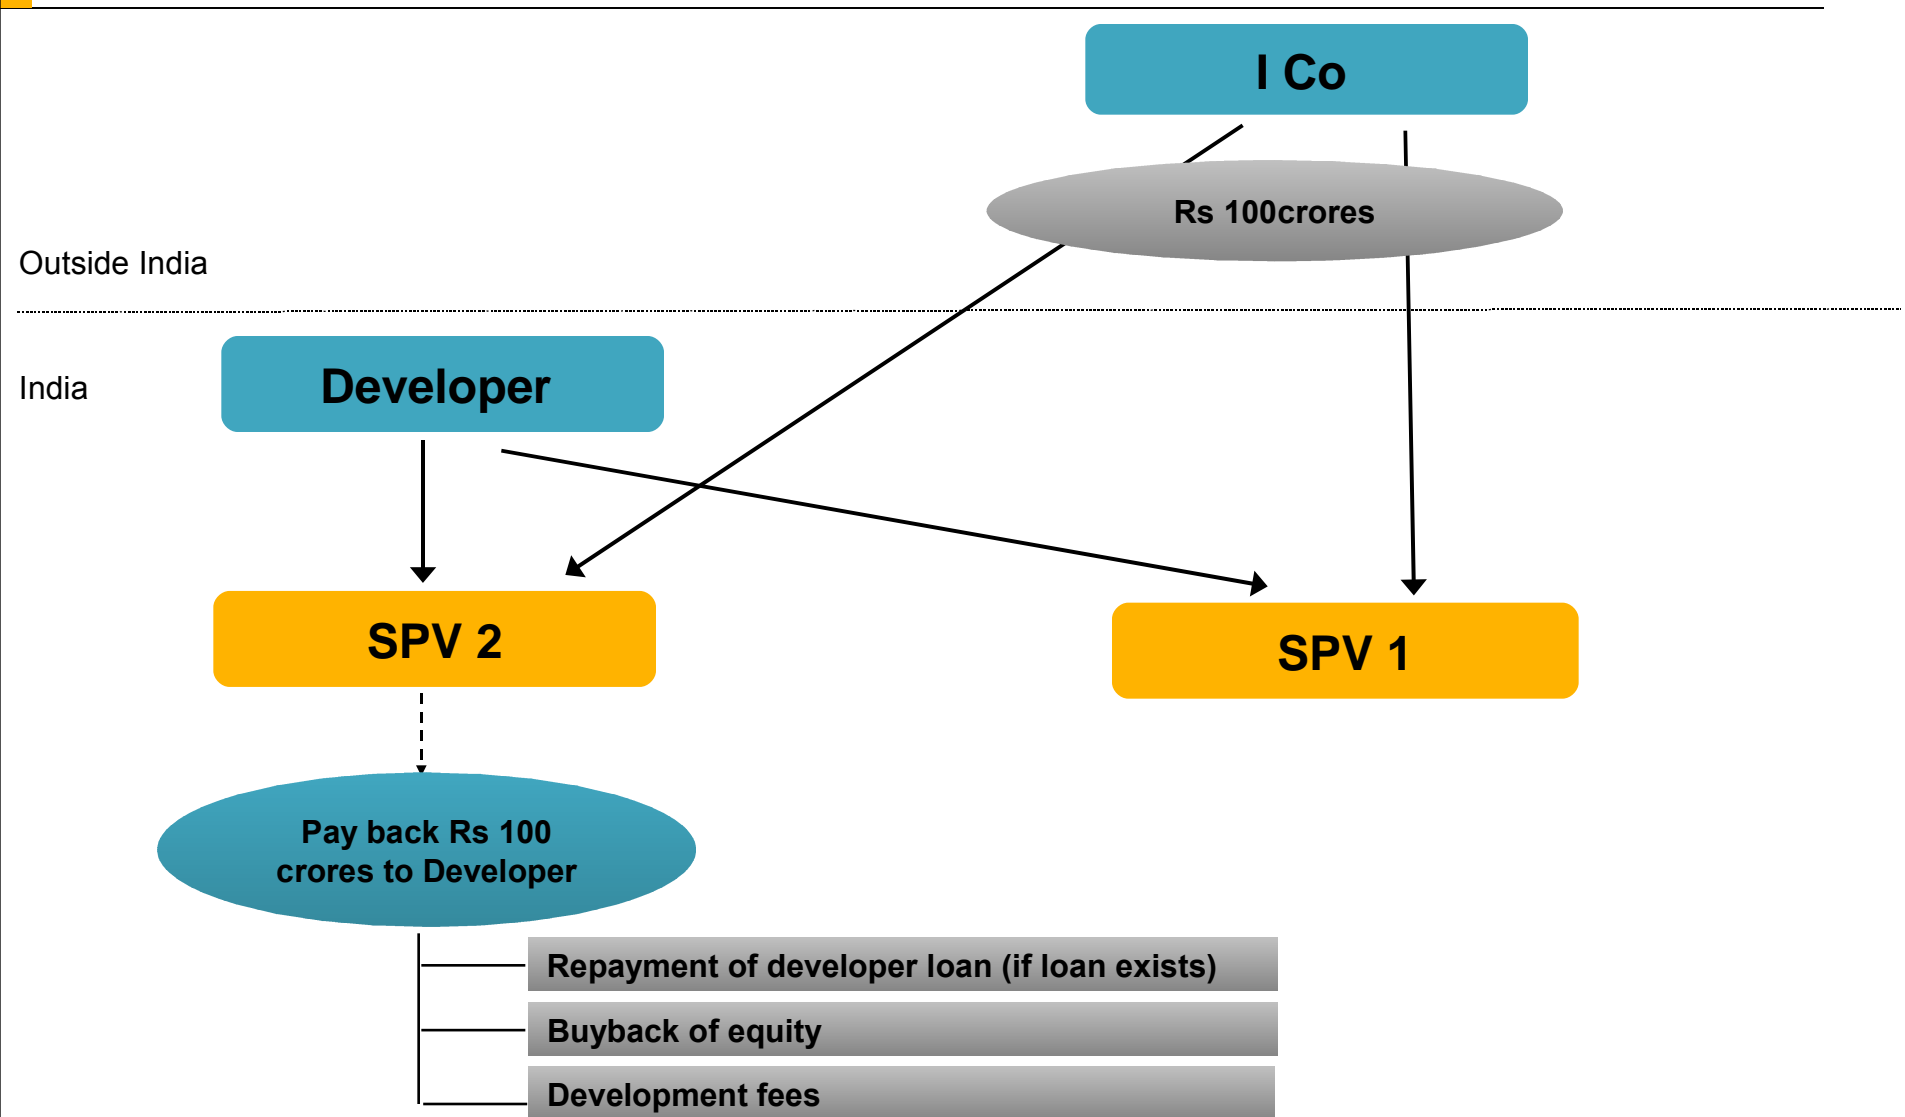 I Co
Rs 100crores
Outside India
India
Developer
SPV 2
SPV 1
Pay back Rs 100
crores to Developer
Repayment of developer loan (if loan exists)
Buyback of equity
Development fees